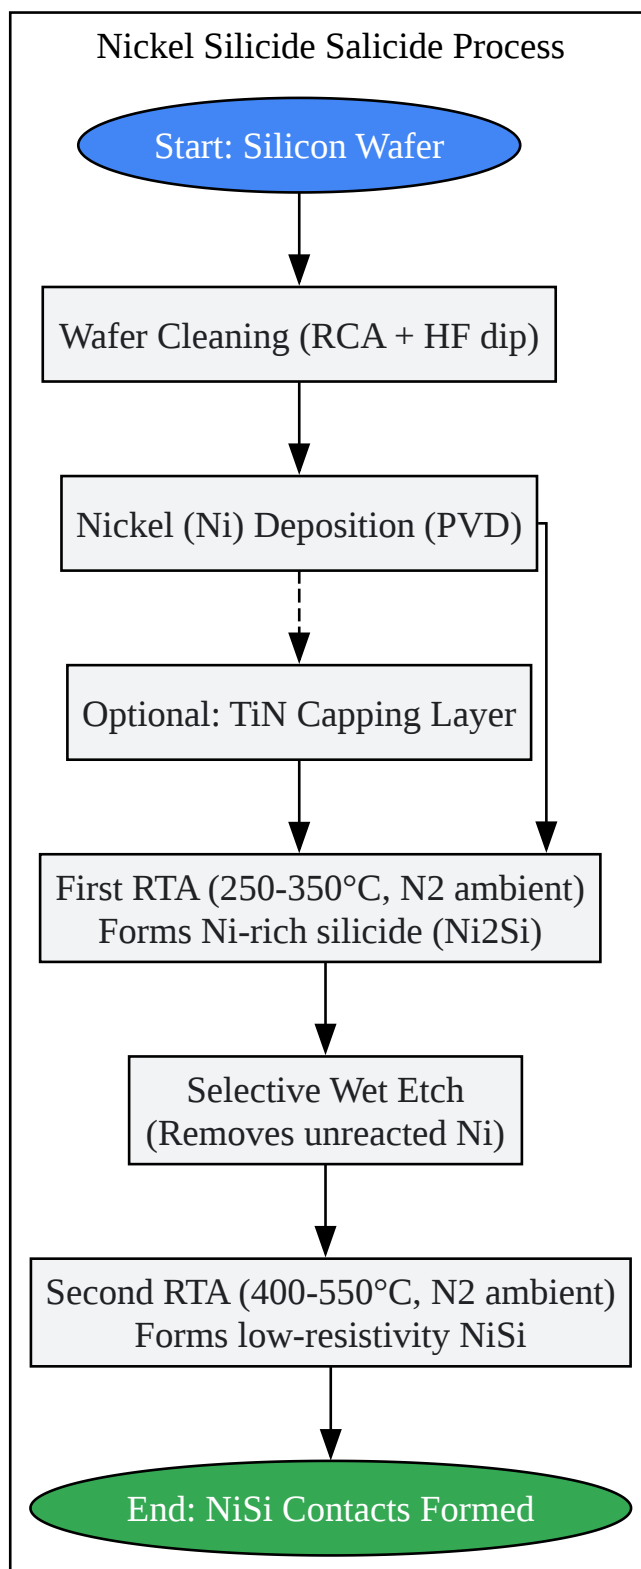 Nickel Silicide Salicide Process
Start: Silicon Wafer
Wafer Cleaning (RCA + HF dip)
Nickel (Ni) Deposition (PVD)
Optional: TiN Capping Layer
First RTA (250-350°C, N2 ambient)
Forms Ni-rich silicide (Ni2Si)
Selective Wet Etch
(Removes unreacted Ni)
Second RTA (400-550°C, N2 ambient)
Forms low-resistivity NiSi
End: NiSi Contacts Formed